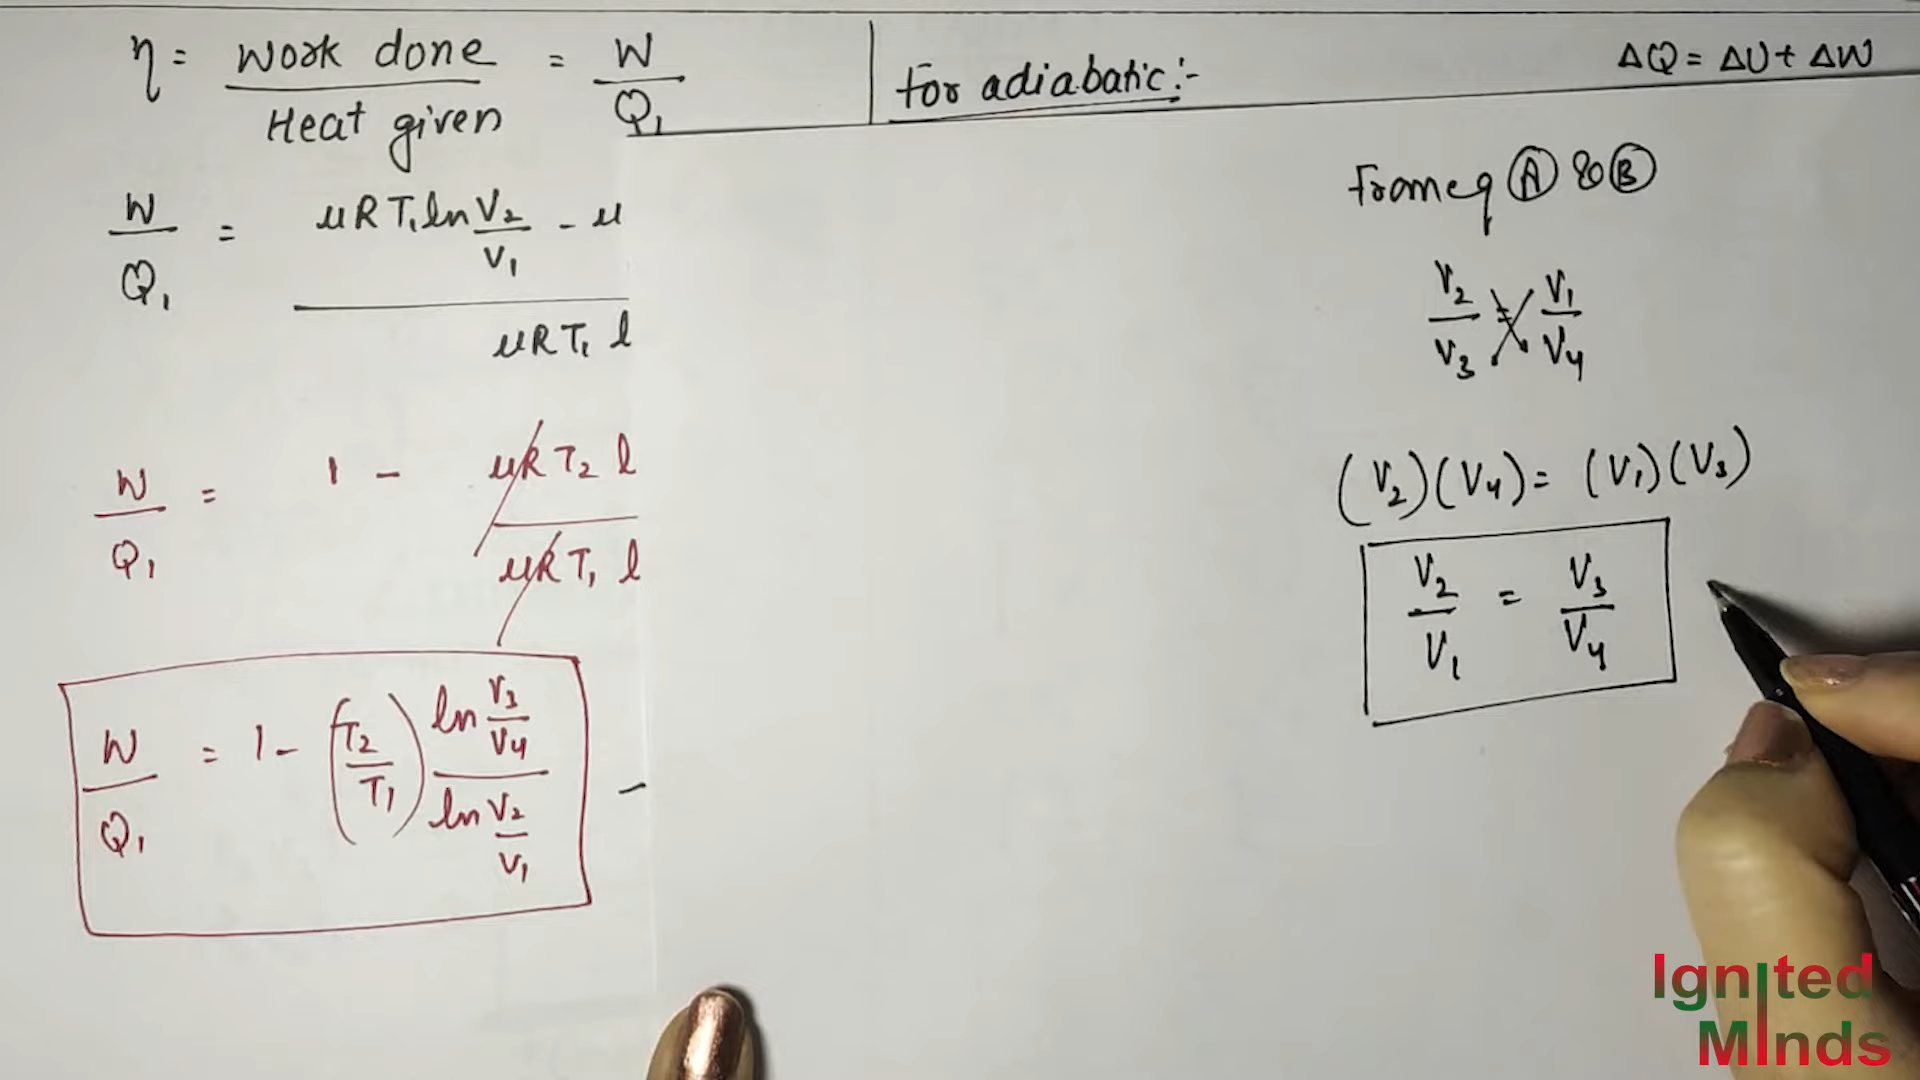 η = work done / Heat given = W / Q₁
W / Q₁ = μRT₁ ln V₂/V₁ - μ / μRT₁ l
W / Q₁ = 1 - μRT₂ l / μRT₁ l
W / Q₁ = 1 - (T₂/T₁) ln V₃/V₄ / ln V₂/V₁ -
For adiabatic :-
ΔQ = ΔU + ΔW
From eq Ⓐ & Ⓑ
V₂/V₃ = V₁/V₄
(V₂)(V₄) = (V₁)(V₃)
V₂/V₁ = V₃/V₄
Ignited
Minds